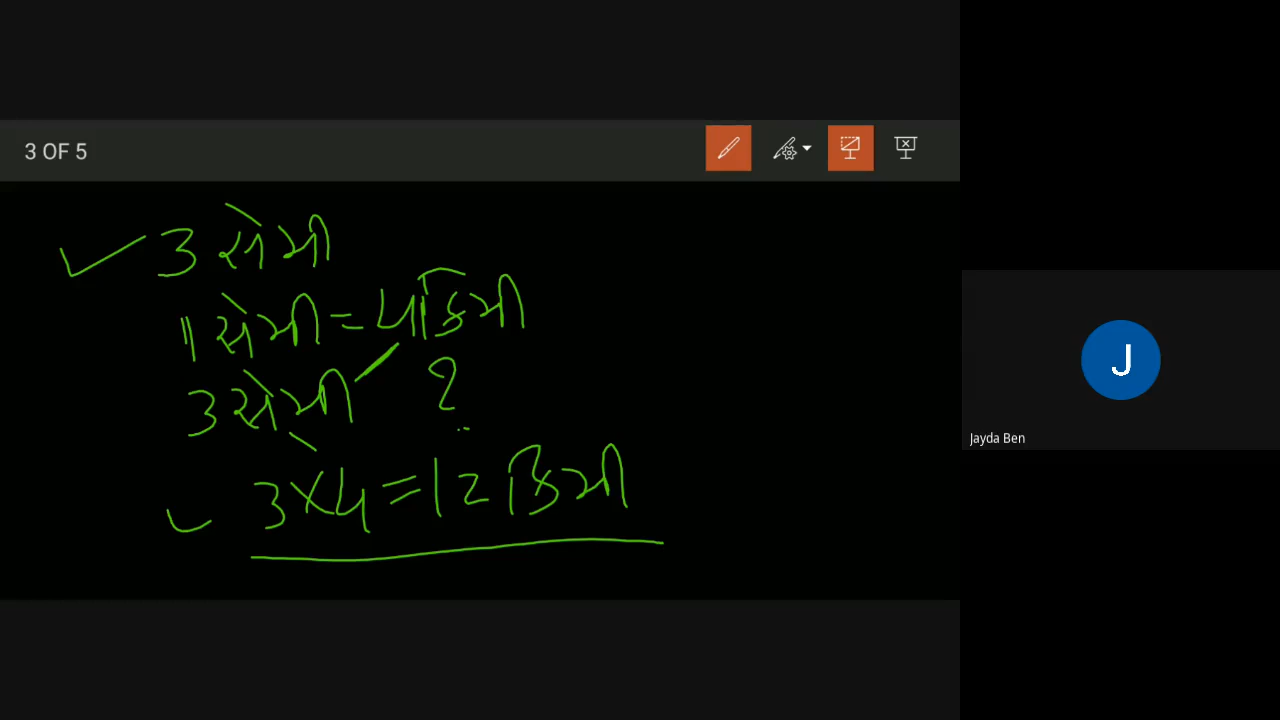 3 OF 5
3 સેમી
1 સેમી = 4 કિમી
3 સેમી ?
3 × 4 = 12 કિમી
J
Jayda Ben